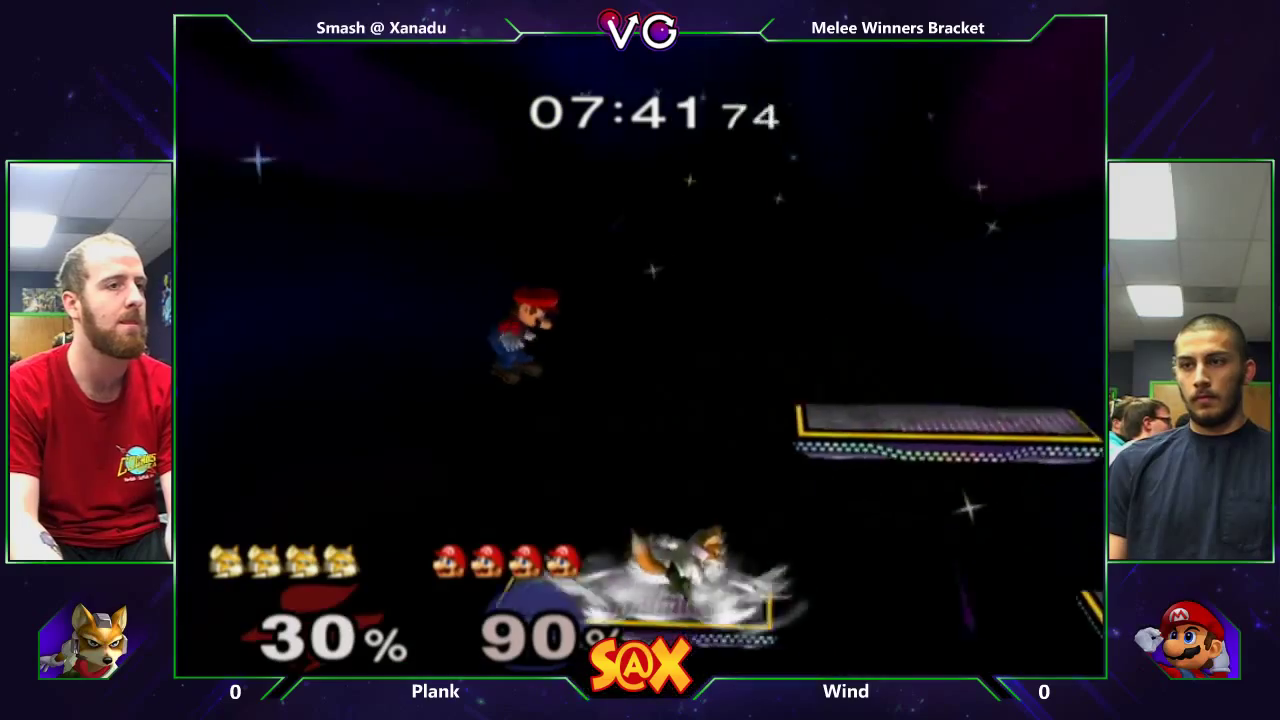 Smash @ Xanadu
VG
Melee Winners Bracket
07:41 74
30%
90%
S@X
0
Plank
Wind
0